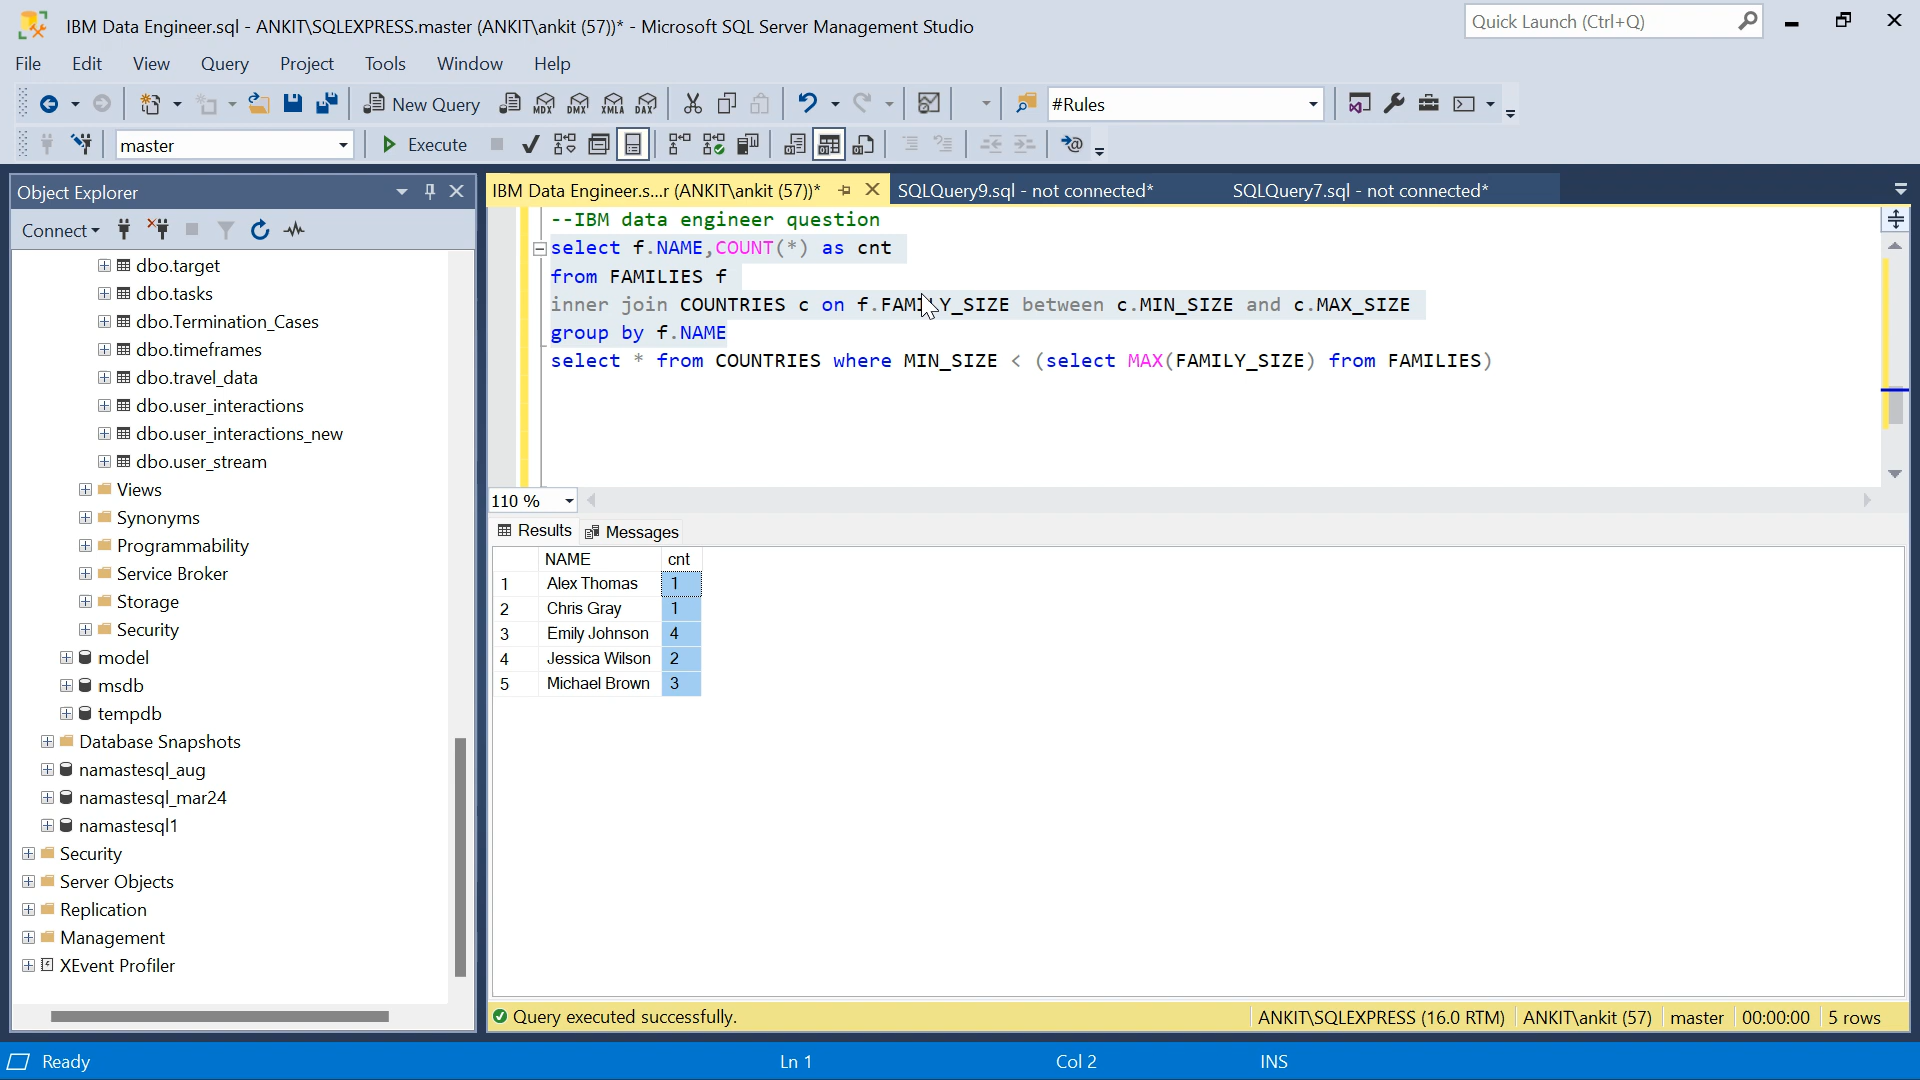 IBM Data Engineer.sql - ANKIT\SQLEXPRESS.master (ANKIT\ankit (57))* - Microsoft SQL Server Management Studio
Quick Launch (Ctrl+Q)
File Edit View Query Project Tools Window Help
New Query MDX DMX XMLA DAX #Rules
master Execute
Object Explorer
Connect
dbo.target
dbo.tasks
dbo.Termination_Cases
dbo.timeframes
dbo.travel_data
dbo.user_interactions
dbo.user_interactions_new
dbo.user_stream
Views
Synonyms
Programmability
Service Broker
Storage
Security
model
msdb
tempdb
Database Snapshots
namastesql_aug
namastesql_mar24
namastesql1
Security
Server Objects
Replication
Management
XEvent Profiler
IBM Data Engineer.s...r (ANKIT\ankit (57))* SQLQuery9.sql - not connected* SQLQuery7.sql - not connected*
--IBM data engineer question
select f.NAME,COUNT(*) as cnt
from FAMILIES f
inner join COUNTRIES c on f.FAMILY_SIZE between c.MIN_SIZE and c.MAX_SIZE
group by f.NAME
select * from COUNTRIES where MIN_SIZE < (select MAX(FAMILY_SIZE) from FAMILIES)
110 %
Results Messages
NAME cnt
1 Alex Thomas 1
2 Chris Gray 1
3 Emily Johnson 4
4 Jessica Wilson 2
5 Michael Brown 3
Query executed successfully. ANKIT\SQLEXPRESS (16.0 RTM) ANKIT\ankit (57) master 00:00:00 5 rows
Ready Ln 1 Col 2 INS